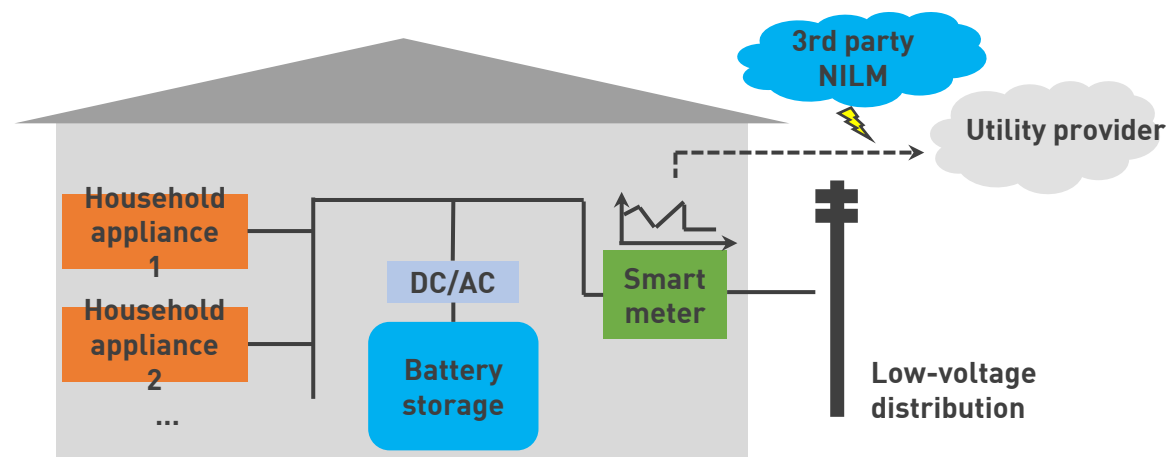 3rd party
NILM
Utility provider
Household
appliance
1
DC/AC
Smart
meter
Household
appliance
2
...
Battery
storage
Low-voltage
distribution